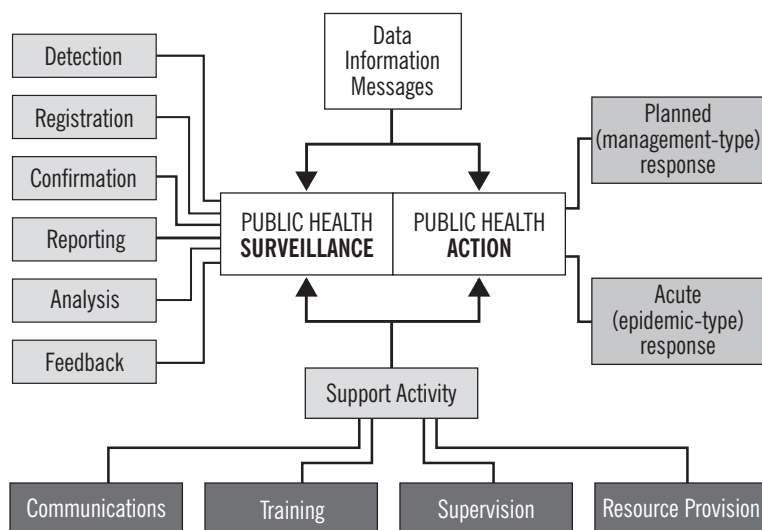 Detection
Registration
Confirmation
Reporting
Analysis
Feedback
Data
Information
Messages
PUBLIC HEALTH
SURVEILLANCE
PUBLIC HEALTH
ACTION
Planned
(management-type)
response
Acute
(epidemic-type)
response
Support Activity
Communications
Training
Supervision
Resource Provision